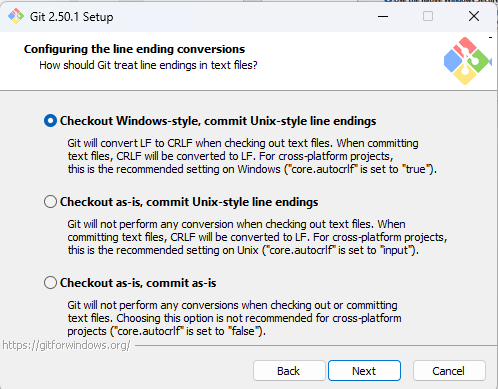 Git 2.50.1 Setup
Configuring the line ending conversions
How should Git treat line endings in text files?
Checkout Windows-style, commit Unix-style line endings
Git will convert LF to CRLF when checking out text files. When committing
text files, CRLF will be converted to LF. For cross-platform projects,
this is the recommended setting on Windows ("core.autocrlf" is set to "true").
Checkout as-is, commit Unix-style line endings
Git will not perform any conversion when checking out text files. When
committing text files, CRLF will be converted to LF. For cross-platform projects,
this is the recommended setting on Unix ("core.autocrlf" is set to "input").
Checkout as-is, commit as-is
Git will not perform any conversions when checking out or committing
text files. Choosing this option is not recommended for cross-platform
projects ("core.autocrlf" is set to "false").
https://gitforwindows.org/
Back
Next
Cancel